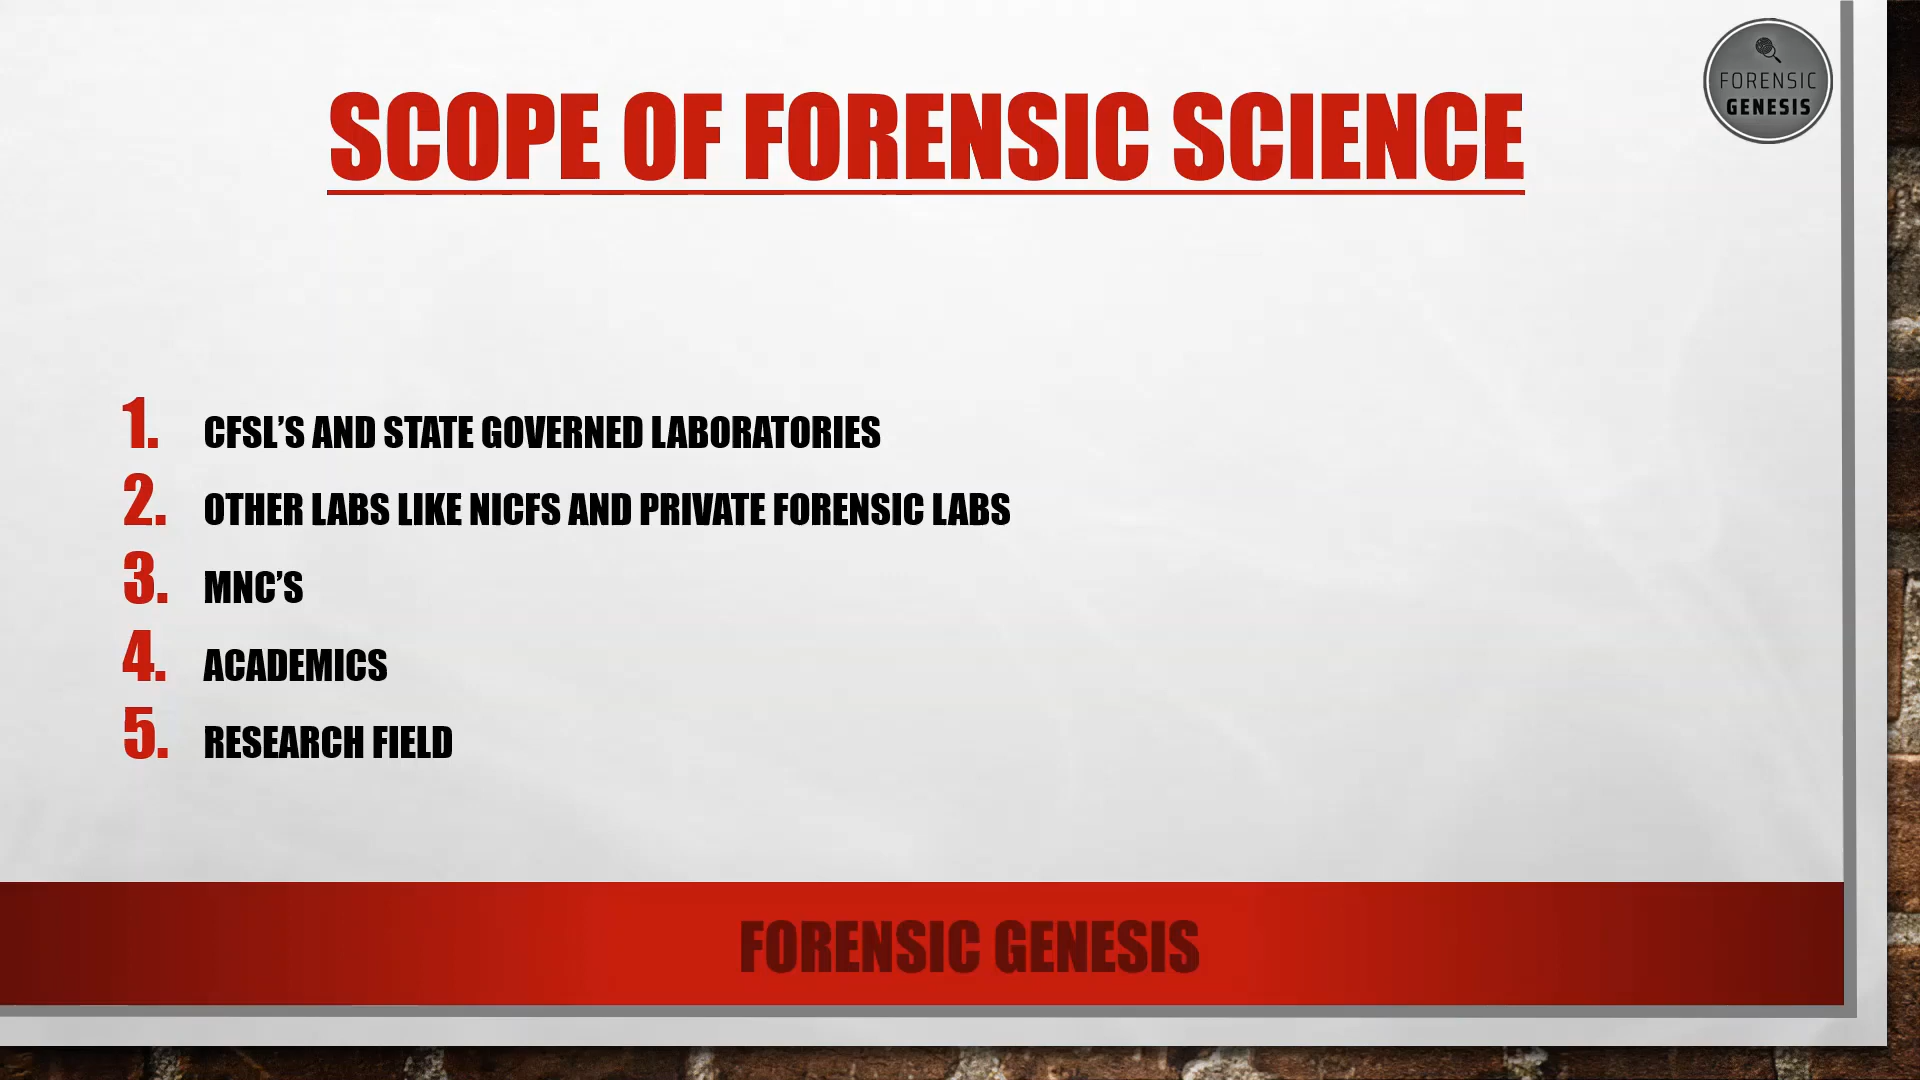 FORENSIC
GENESIS
SCOPE OF FORENSIC SCIENCE
1. CFSL’S AND STATE GOVERNED LABORATORIES
2. OTHER LABS LIKE NICFS AND PRIVATE FORENSIC LABS
3. MNC’S
4. ACADEMICS
5. RESEARCH FIELD
FORENSIC GENESIS